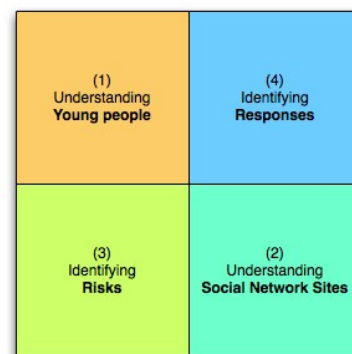 (1)
Understanding
Young people
(4)
Identifying
Responses
(3)
Identifying
Risks
(2)
Understanding
Social Network Sites